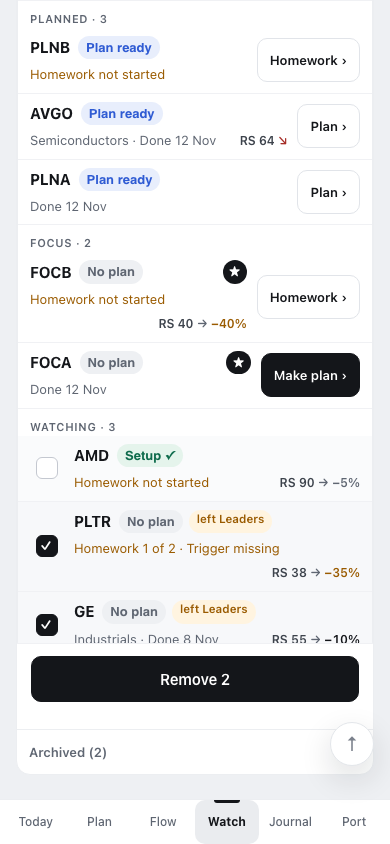 PLANNED · 3
PLNB Plan ready
Homework not started
Homework ›
AVGO Plan ready
Semiconductors · Done 12 Nov RS 64 ↘
Plan ›
PLNA Plan ready
Done 12 Nov
Plan ›
FOCUS · 2
FOCB No plan ★
Homework not started
RS 40 → −40%
Homework ›
FOCA No plan ★
Done 12 Nov
Make plan ›
WATCHING · 3
AMD Setup ✓
Homework not started RS 90 → −5%
PLTR No plan left Leaders
Homework 1 of 2 · Trigger missing
RS 38 → −35%
GE No plan left Leaders
Industrials · Done 8 Nov RS 55 → −10%
Remove 2
Archived (2)
↑
Today Plan Flow Watch Journal Port